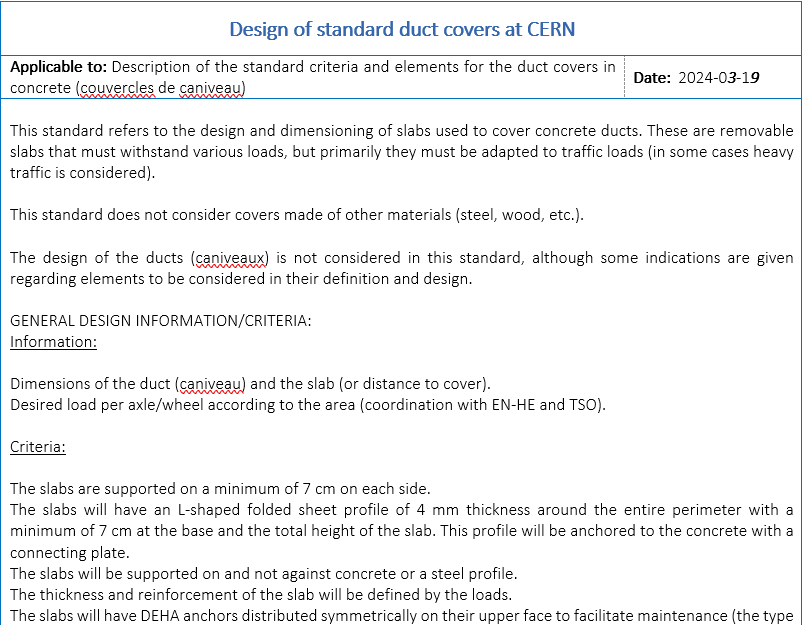 Design of standard duct covers at CERN
Applicable to: Description of the standard criteria and elements for the duct covers in
concrete (couvercles de caniveau)
Date: 2024-03-19
This standard refers to the design and dimensioning of slabs used to cover concrete ducts. These are removable
slabs that must withstand various loads, but primarily they must be adapted to traffic loads (in some cases heavy
traffic is considered).
This standard does not consider covers made of other materials (steel, wood, etc.).
The design of the ducts (caniveaux) is not considered in this standard, although some indications are given
regarding elements to be considered in their definition and design.
GENERAL DESIGN INFORMATION/CRITERIA:
Information:
Dimensions of the duct (caniveau) and the slab (or distance to cover).
Desired load per axle/wheel according to the area (coordination with EN-HE and TSO).
Criteria:
The slabs are supported on a minimum of 7 cm on each side.
The slabs will have an L-shaped folded sheet profile of 4 mm thickness around the entire perimeter with a
minimum of 7 cm at the base and the total height of the slab. This profile will be anchored to the concrete with a
connecting plate.
The slabs will be supported on and not against concrete or a steel profile.
The thickness and reinforcement of the slab will be defined by the loads.
The slabs will have DEHA anchors distributed symmetrically on their upper face to facilitate maintenance (the type